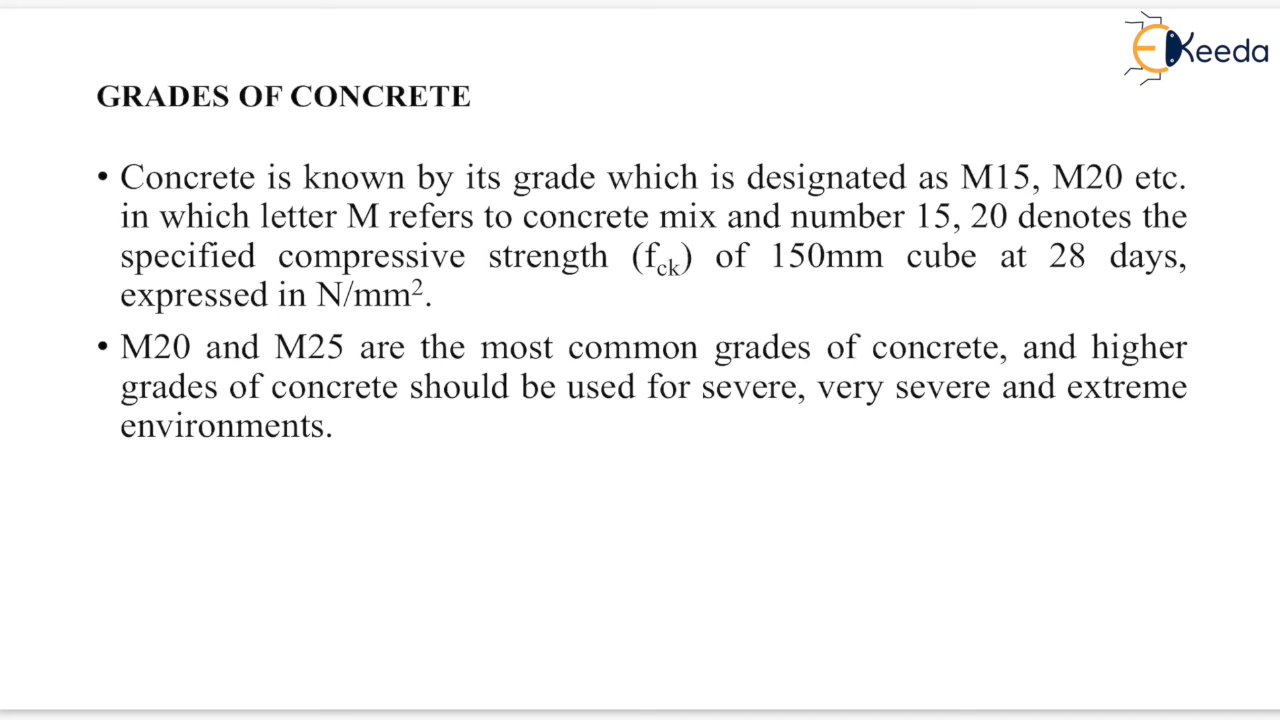 EKeeda
GRADES OF CONCRETE
• Concrete is known by its grade which is designated as M15, M20 etc.
in which letter M refers to concrete mix and number 15, 20 denotes the
specified compressive strength (fck) of 150mm cube at 28 days,
expressed in N/mm².
• M20 and M25 are the most common grades of concrete, and higher
grades of concrete should be used for severe, very severe and extreme
environments.